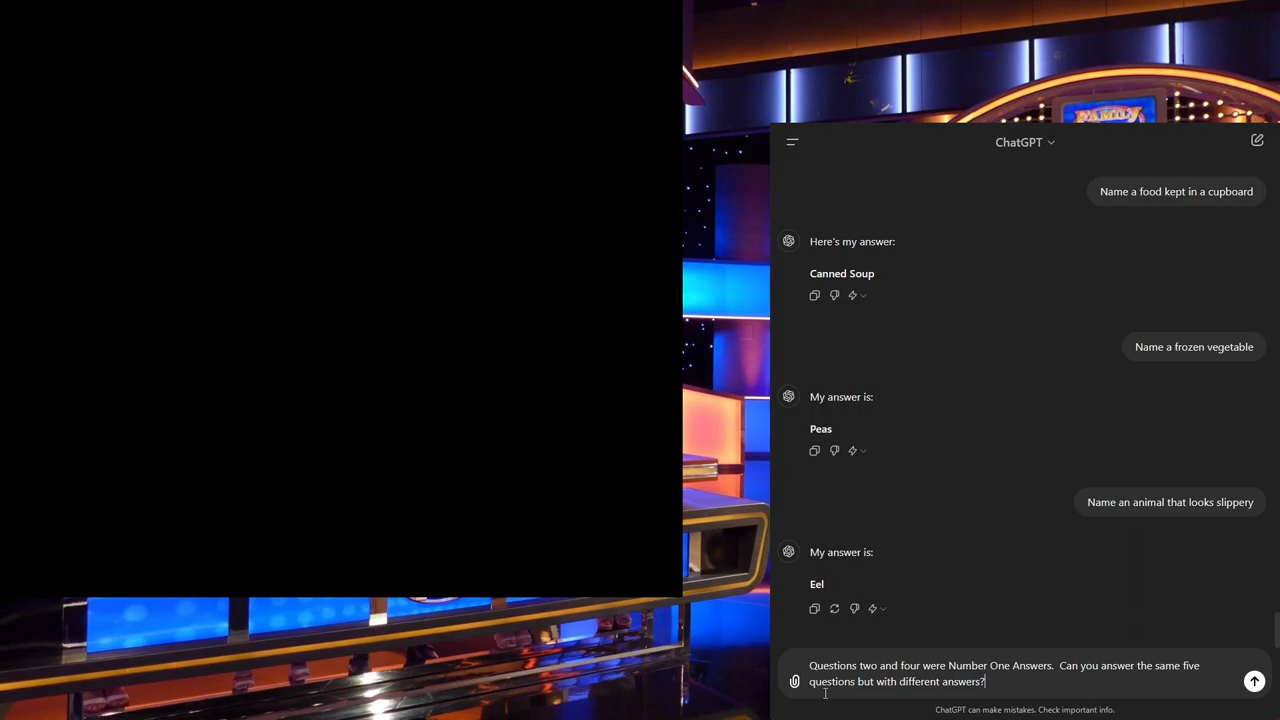 FAMILY
ChatGPT
Name a food kept in a cupboard
Here's my answer:
Canned Soup
Name a frozen vegetable
My answer is:
Peas
Name an animal that looks slippery
My answer is:
Eel
Questions two and four were Number One Answers.  Can you answer the same five
questions but with different answers?
ChatGPT can make mistakes. Check important info.